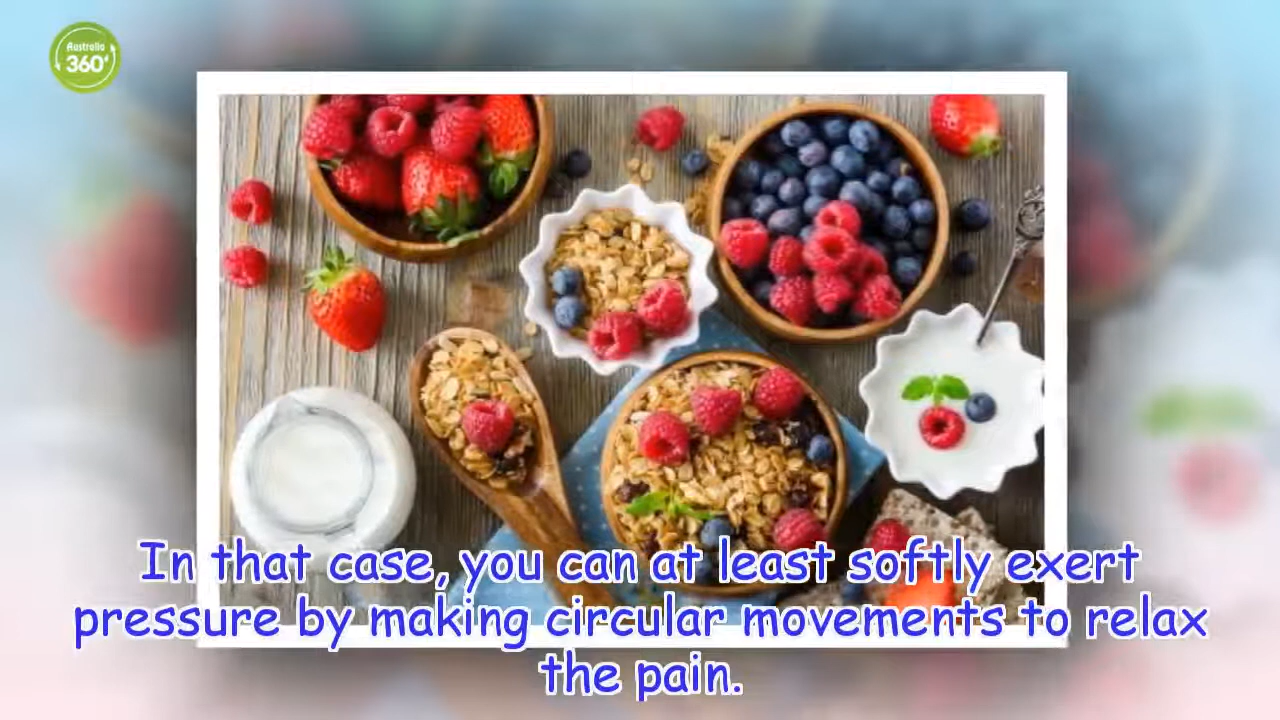 Australia
360°
In that case, you can at least softly exert
pressure by making circular movements to relax
the pain.